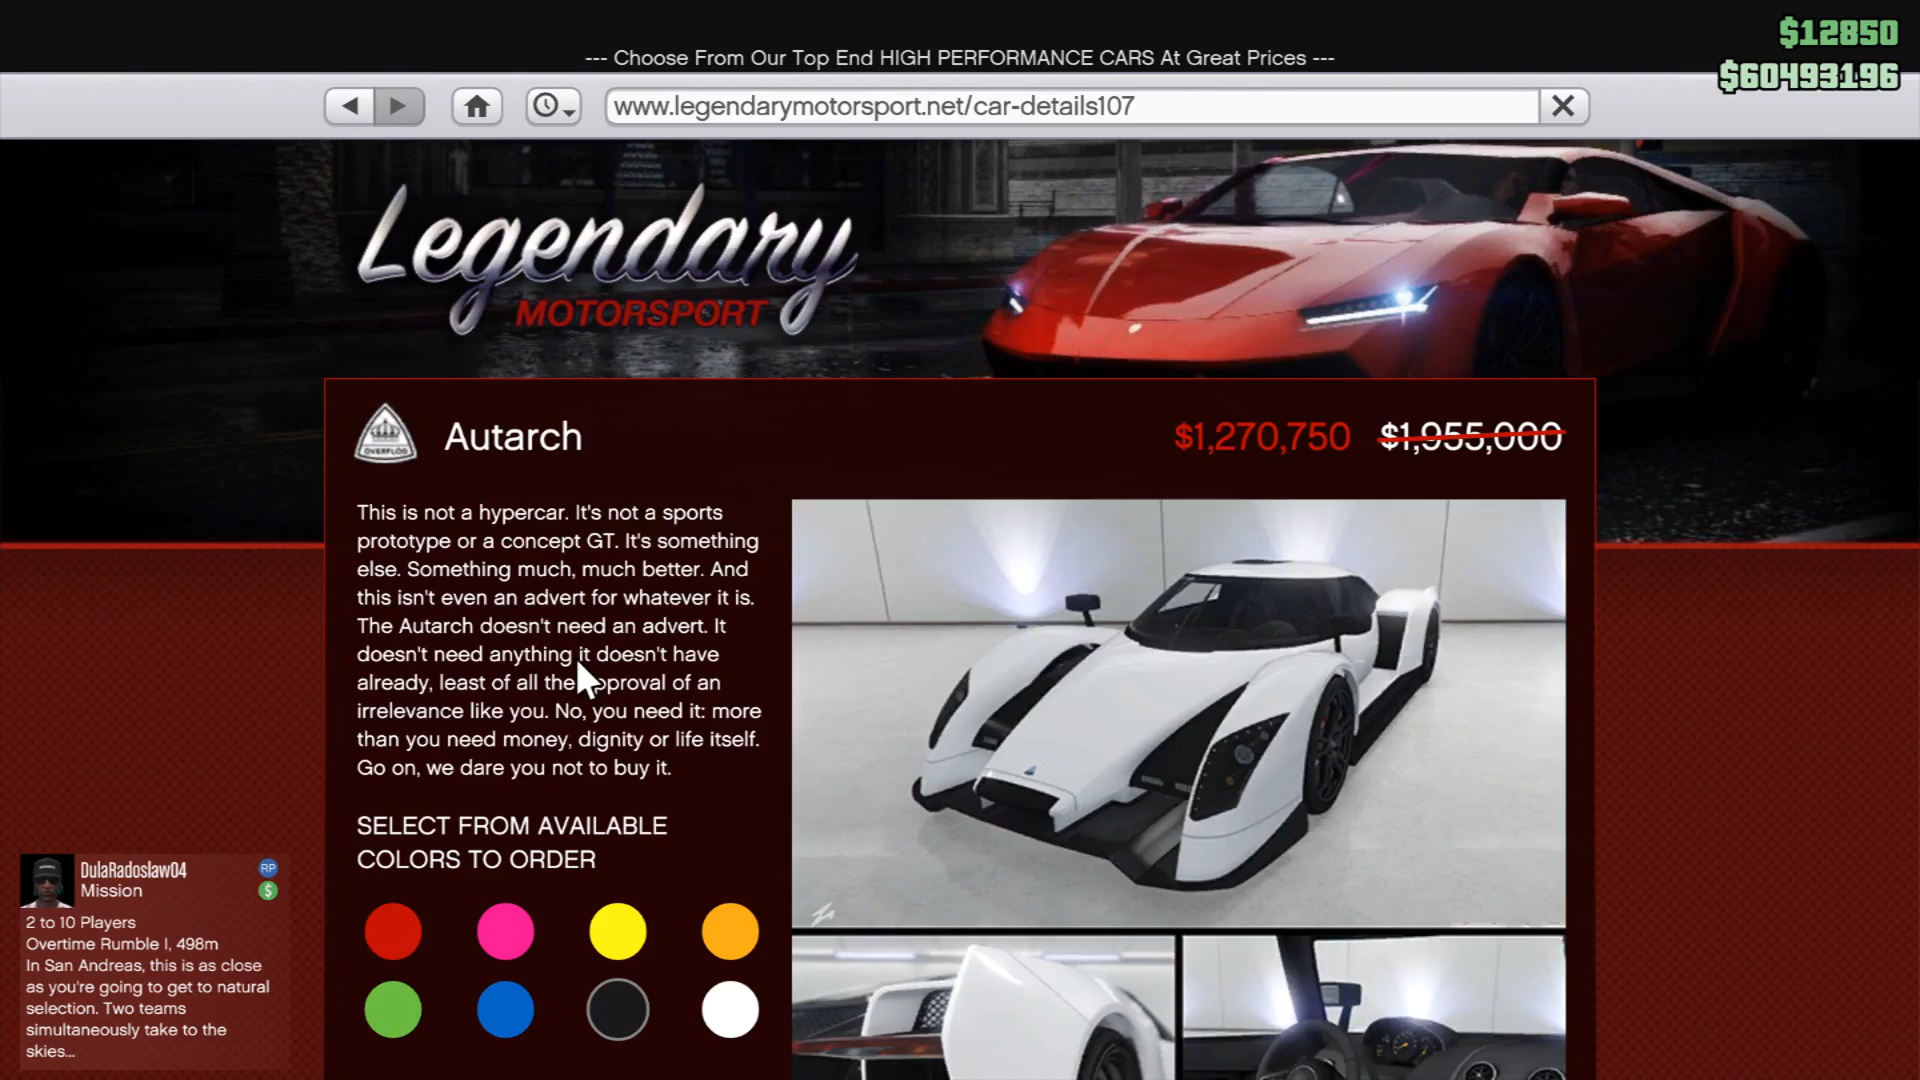 $12850
--- Choose From Our Top End HIGH PERFORMANCE CARS At Great Prices ---
$60493196
www.legendarymotorsport.net/car-details107
Legendary
MOTORSPORT
OVERFLOD
Autarch
$1,270,750 $1,955,000
This is not a hypercar. It's not a sports
prototype or a concept GT. It's something
else. Something much, much better. And
this isn't even an advert for whatever it is.
The Autarch doesn't need an advert. It
doesn't need anything it doesn't have
already, least of all the approval of an
irrelevance like you. No, you need it: more
than you need money, dignity or life itself.
Go on, we dare you not to buy it.
SELECT FROM AVAILABLE
COLORS TO ORDER
DulaRadoslaw04
RP
Mission
$
2 to 10 Players
Overtime Rumble I, 498m
In San Andreas, this is as close
as you're going to get to natural
selection. Two teams
simultaneously take to the
skies...